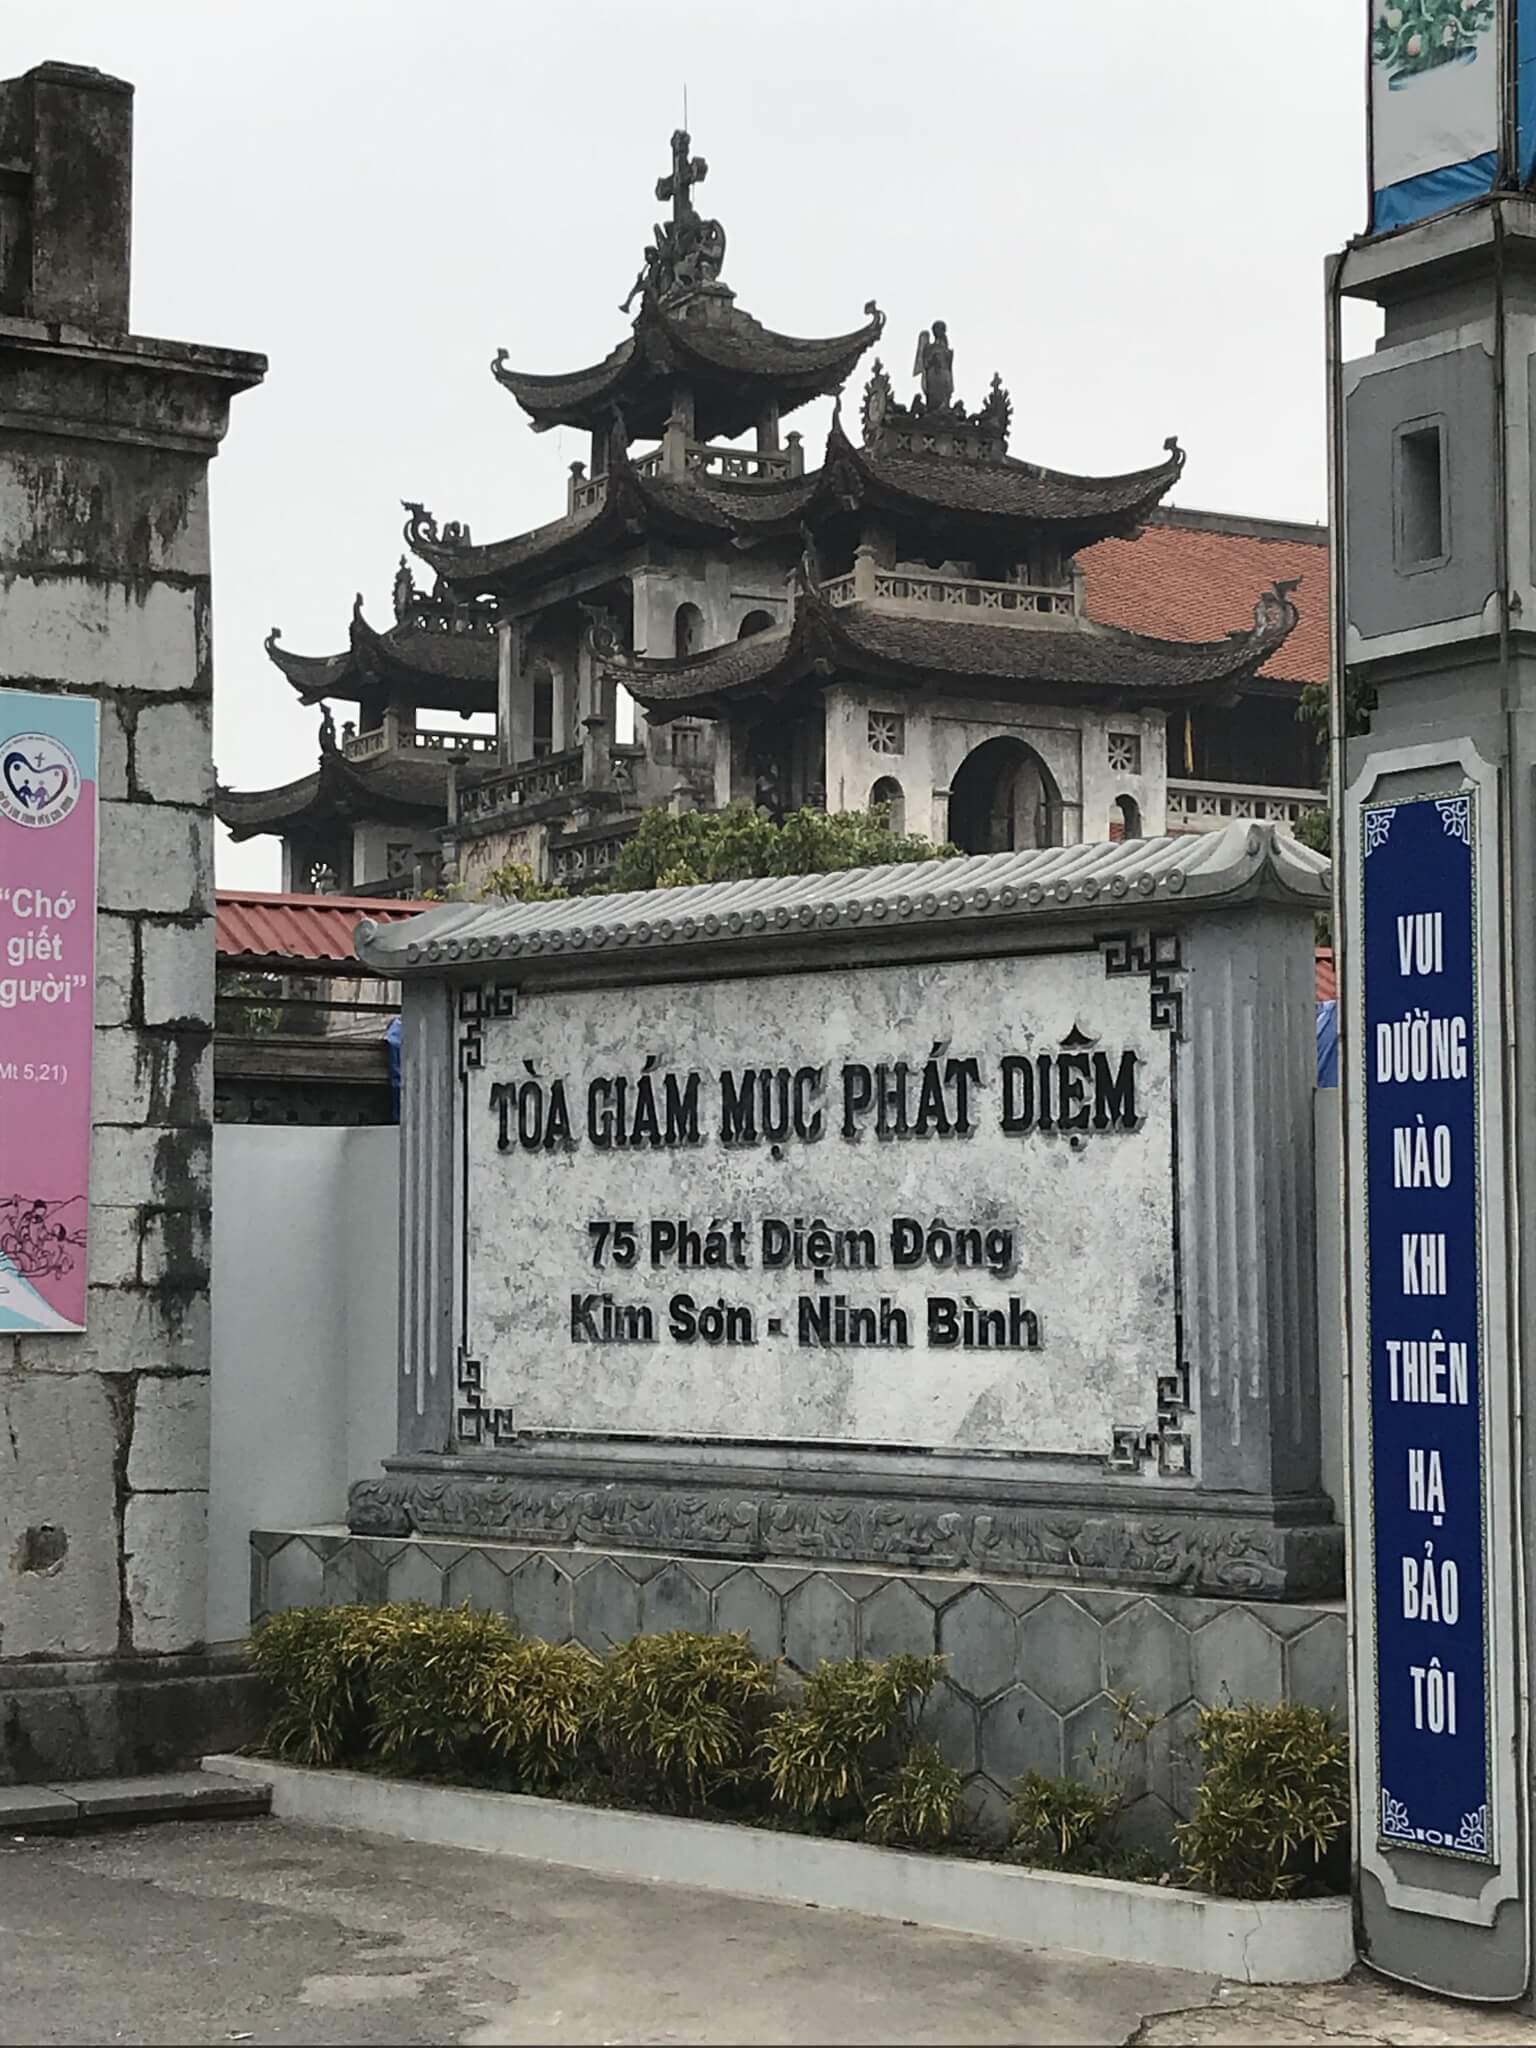 “Chớ
giết
người”
Mt 5,21)
TÒA GIÁM MỤC PHÁT DIỆM
75 Phát Diệm Đông
Kim Sơn - Ninh Bình
VUI
DƯỜNG
NÀO
KHI
THIÊN
HẠ
BẢO
TÔI